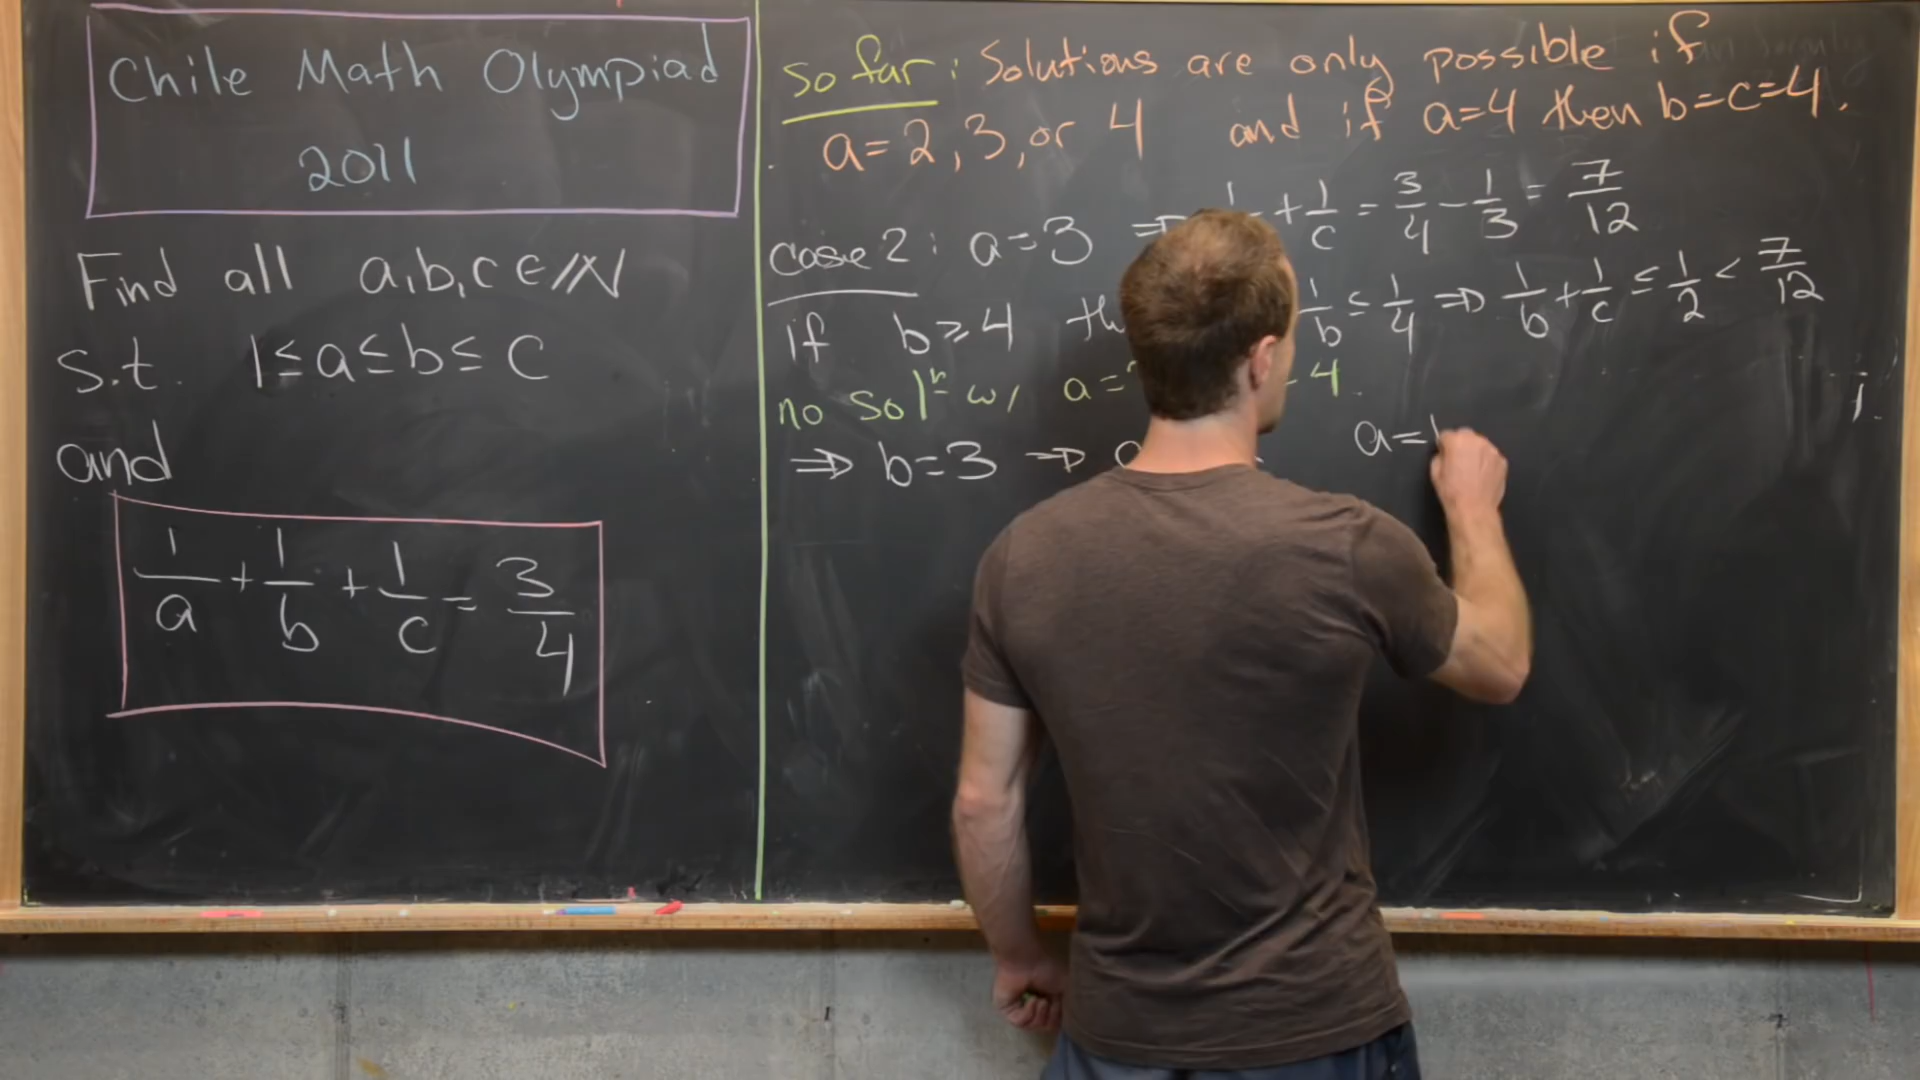 Chile Math Olympiad
2011
Find all a,b,c ∈ ℕ
s.t. 1≤a≤b≤c
and
1/a + 1/b + 1/c = 3/4
so far: Solutions are only possible if
a=2,3,or 4 and if a=4 then b=c=4.
case 2: a=3 ⇒ + 1/c = 3/4 - 1/3 = 7/12
if b≥4 1/b ≤ 1/4 ⇒ 1/b + 1/c ≤ 1/2 < 7/12
no solⁿ w/ a= 4.
⇒ b=3 ⇒ a=